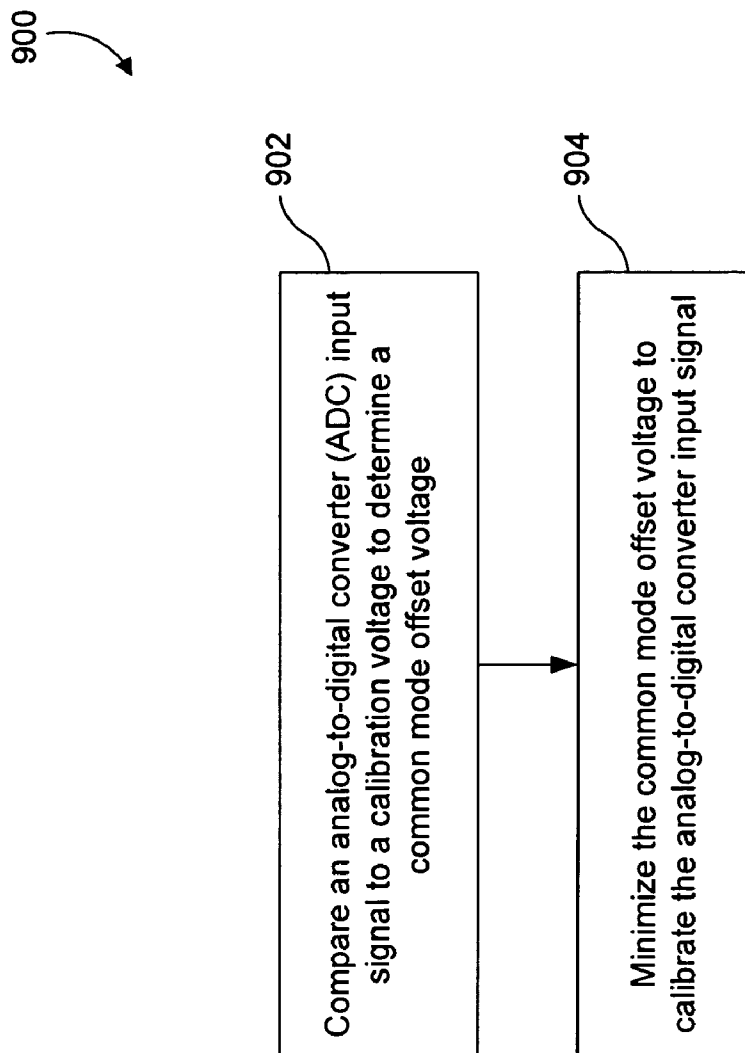 900
902
Compare an analog-to-digital converter (ADC) input
signal to a calibration voltage to determine a
common mode offset voltage
904
Minimize the common mode offset voltage to
calibrate the analog-to-digital converter input signal